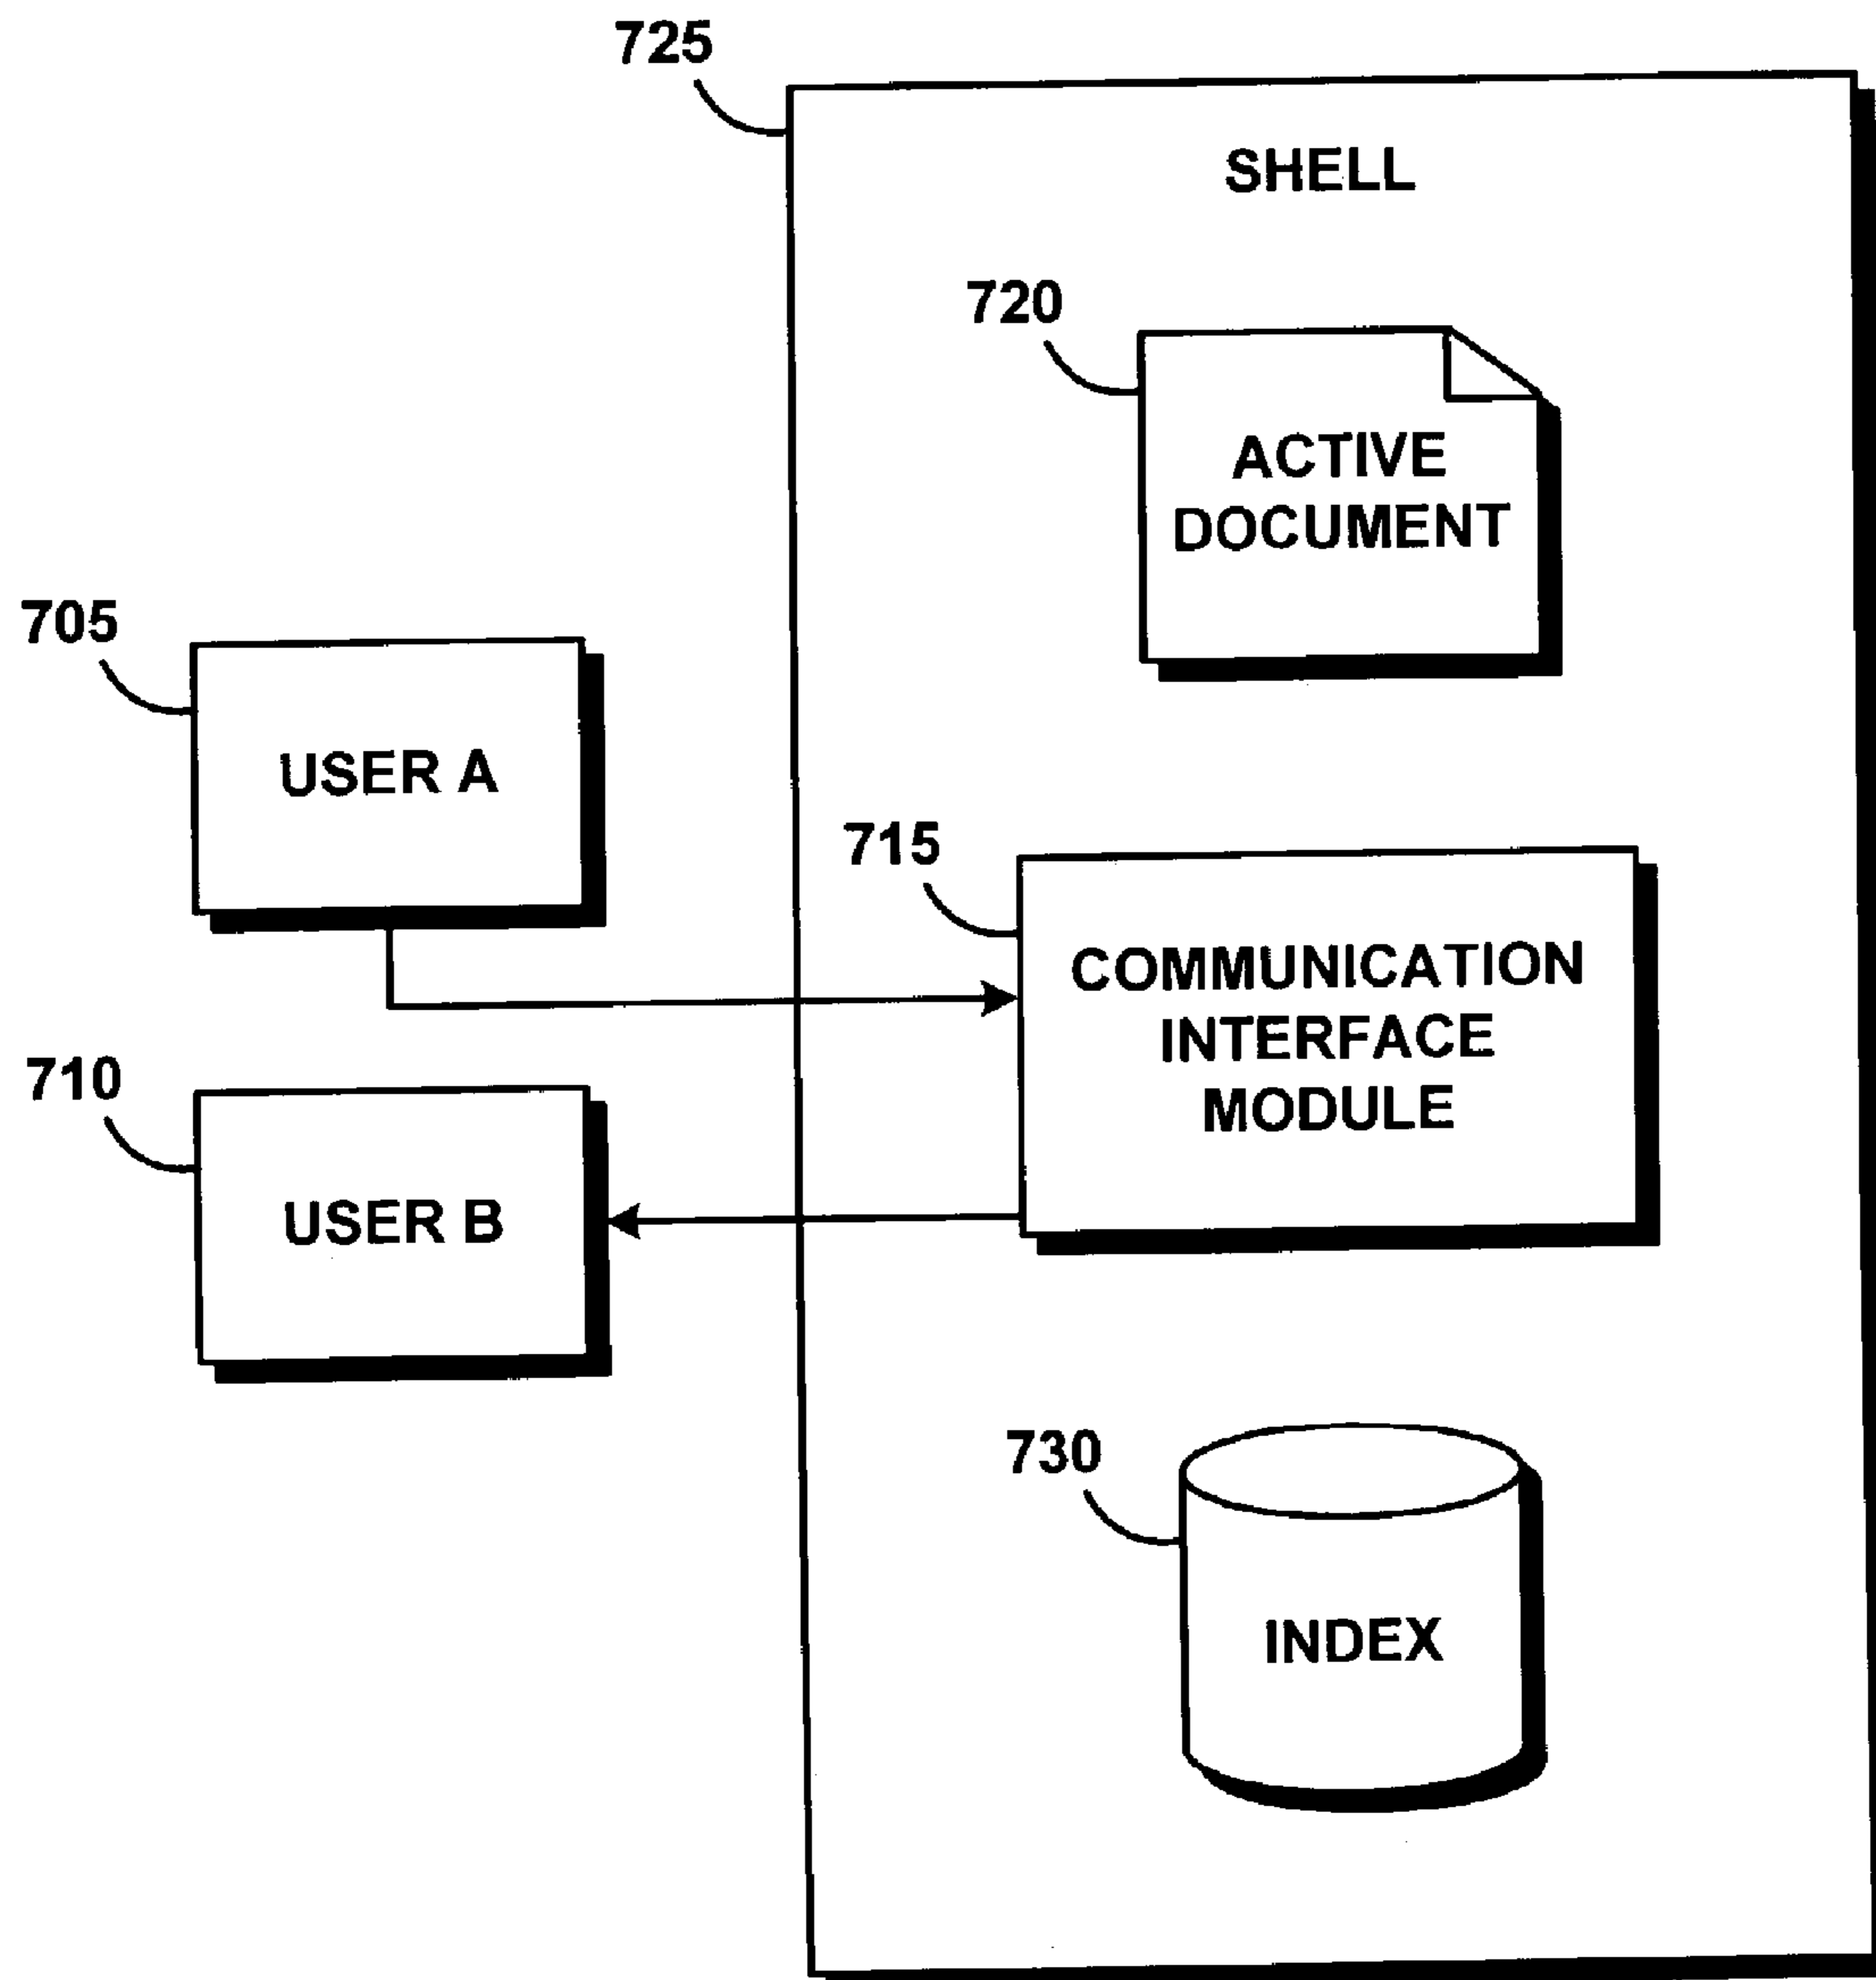 725
SHELL
720
ACTIVE
DOCUMENT
705
USER A
715
COMMUNICATION
INTERFACE
MODULE
710
USER B
730
INDEX